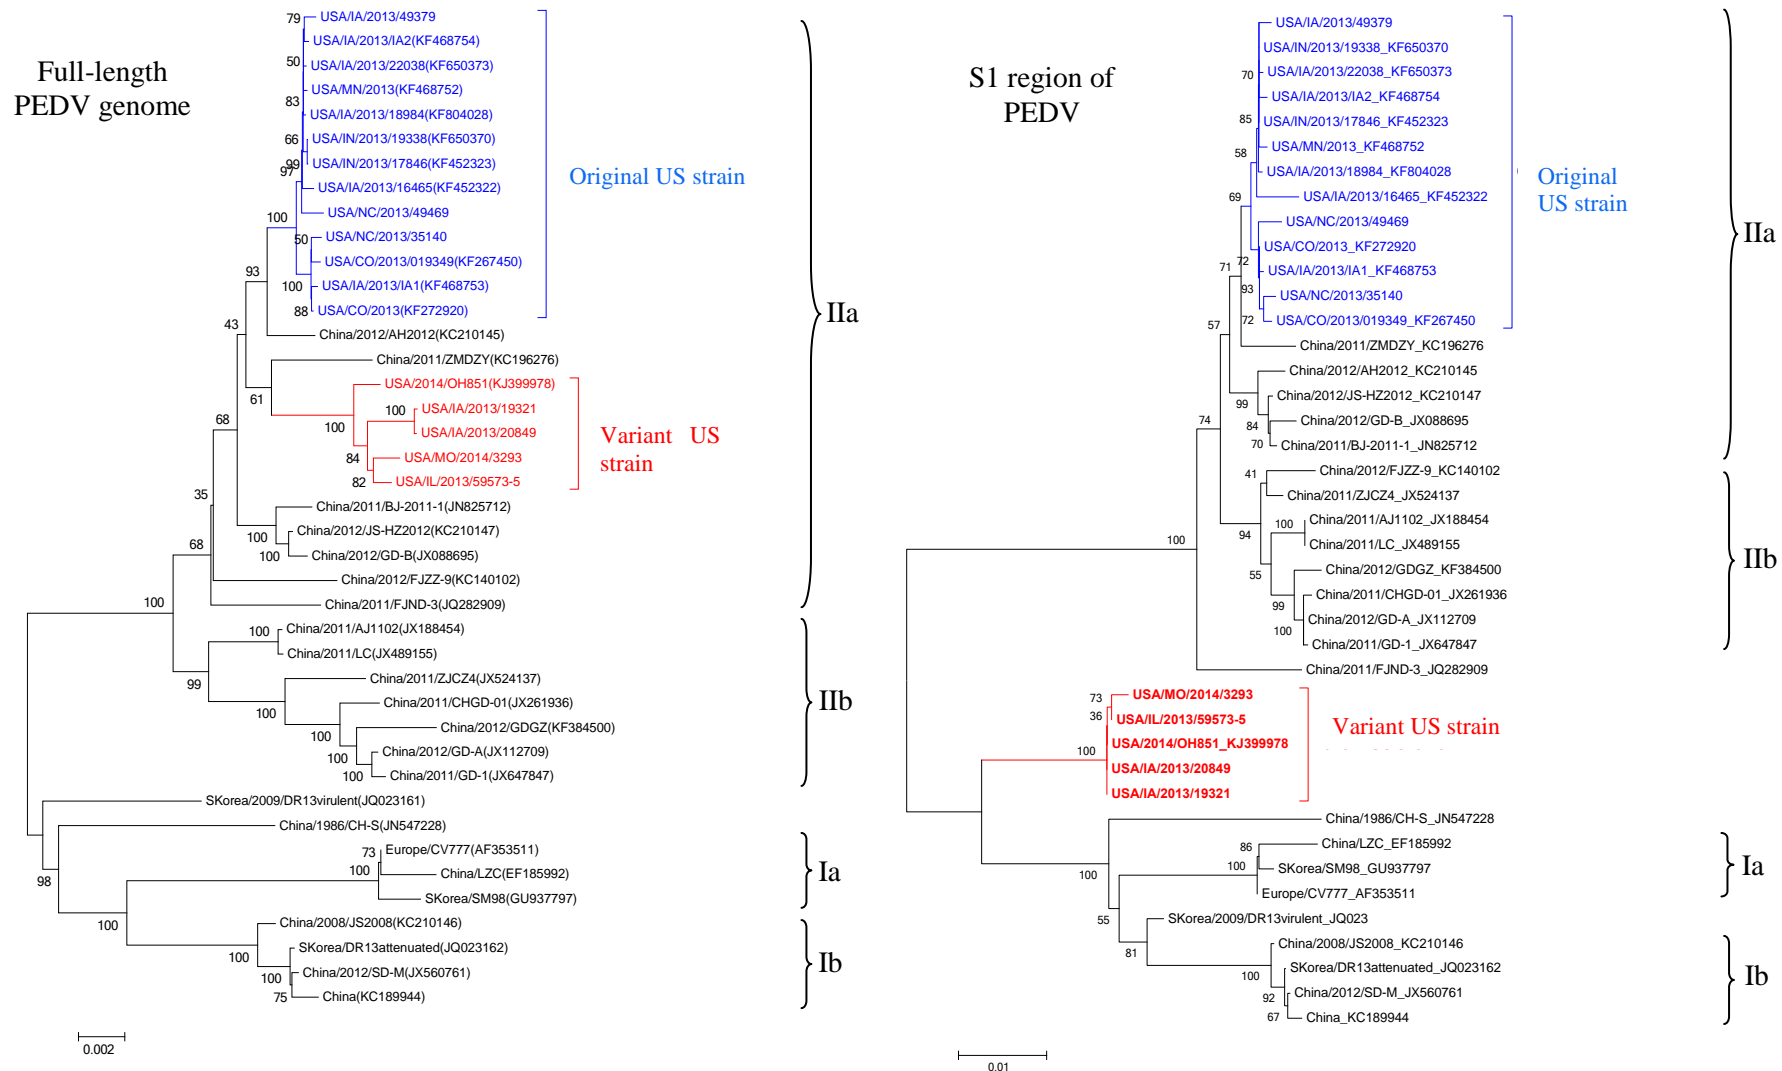 Full-length
PEDV genome
79
USA/IA/2013/49379
USA/IA/2013/IA2(KF468754)
50
USA/IA/2013/22038(KF650373)
USA/MN/2013(KF468752)
83
USA/IA/2013/18984(KF804028)
66
USA/IN/2013/19338(KF650370)
99
97
USA/IN/2013/17846(KF452323)
USA/IA/2013/16465(KF452322)
USA/NC/2013/49469
100
50
USA/NC/2013/35140
USA/CO/2013/019349(KF267450)
93
100
USA/IA/2013/IA1(KF468753)
88
USA/CO/2013(KF272920)
Original US strain
43
China/2012/AH2012(KC210145)
China/2011/ZMDZY(KC196276)
USA/2014/OH851(KJ399978)
61
100
USA/IA/2013/19321
100
USA/IA/2013/20849
84
USA/MO/2014/3293
82
USA/IL/2013/59573-5
Variant US
strain
68
35
China/2011/BJ-2011-1(JN825712)
100
China/2012/JS-HZ2012(KC210147)
100
China/2012/GD-B(JX088695)
68
China/2012/FJZZ-9(KC140102)
China/2011/FJND-3(JQ282909)
IIa
100
100
China/2011/AJ1102(JX188454)
China/2011/LC(JX489155)
99
China/2011/ZJCZ4(JX524137)
100
China/2011/CHGD-01(JX261936)
100
China/2012/GDGZ(KF384500)
China/2012/GD-A(JX112709)
100
China/2011/GD-1(JX647847)
IIb
SKorea/2009/DR13virulent(JQ023161)
China/1986/CH-S(JN547228)
98
73
Europe/CV777(AF353511)
100
China/LZC(EF185992)
SKorea/SM98(GU937797)
Ia
100
China/2008/JS2008(KC210146)
100
SKorea/DR13attenuated(JQ023162)
100
China/2012/SD-M(JX560761)
75
China(KC189944)
Ib
0.002
S1 region of
PEDV
USA/IA/2013/49379
USA/IN/2013/19338_KF650370
70
USA/IA/2013/22038_KF650373
USA/IA/2013/IA2_KF468754
85
USA/IN/2013/17846_KF452323
58
USA/MN/2013_KF468752
USA/IA/2013/18984_KF804028
69
USA/IA/2013/16465_KF452322
USA/NC/2013/49469
USA/CO/2013_KF272920
71
72
USA/IA/2013/IA1_KF468753
93
USA/NC/2013/35140
72
USA/CO/2013/019349_KF267450
Original
US strain
57
China/2011/ZMDZY_KC196276
China/2012/AH2012_KC210145
99
China/2012/JS-HZ2012_KC210147
84
China/2012/GD-B_JX088695
70
China/2011/BJ-2011-1_JN825712
IIa
74
41
China/2012/FJZZ-9_KC140102
China/2011/ZJCZ4_JX524137
94
100
China/2011/AJ1102_JX188454
China/2011/LC_JX489155
55
China/2012/GDGZ_KF384500
99
China/2011/CHGD-01_JX261936
China/2012/GD-A_JX112709
100
China/2011/GD-1_JX647847
IIb
100
China/2011/FJND-3_JQ282909
73
USA/MO/2014/3293
36
USA/IL/2013/59573-5
100
USA/2014/OH851_KJ399978
USA/IA/2013/20849
USA/IA/2013/19321
Variant US strain
China/1986/CH-S_JN547228
100
86
China/LZC_EF185992
100
SKorea/SM98_GU937797
Europe/CV777_AF353511
Ia
55
SKorea/2009/DR13virulent_JQ023
81
China/2008/JS2008_KC210146
100
SKorea/DR13attenuated_JQ023162
92
China/2012/SD-M_JX560761
67
China_KC189944
Ib
0.01